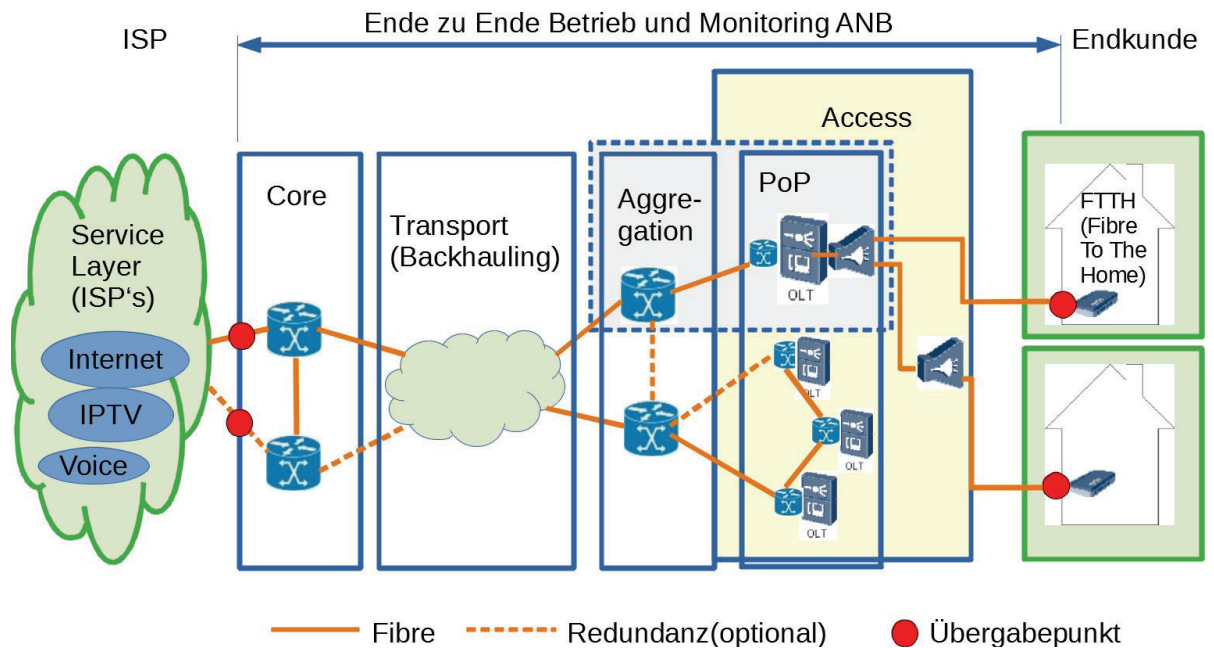 ISP
Ende zu Ende Betrieb und Monitoring ANB
Endkunde
Service
Layer
(ISP‘s)
Internet
IPTV
Voice
Core
Transport
(Backhauling)
Aggre-
gation
Access
PoP
OLT
OLT
OLT
OLT
FTTH
(Fibre
To The
Home)
Fibre
Redundanz(optional)
Übergabepunkt